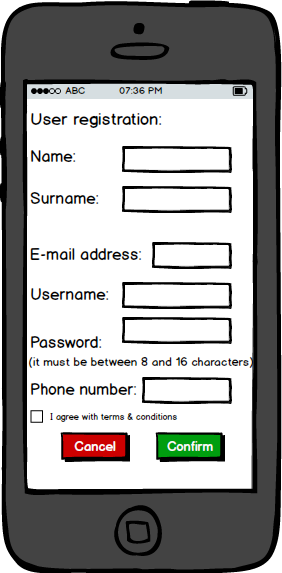 ABC 07:36 PM
User registration:
Name:
Surname:
E-mail address:
Username:
Password:
(it must be between 8 and 16 characters)
Phone number:
I agree with terms & conditions
Cancel Confirm